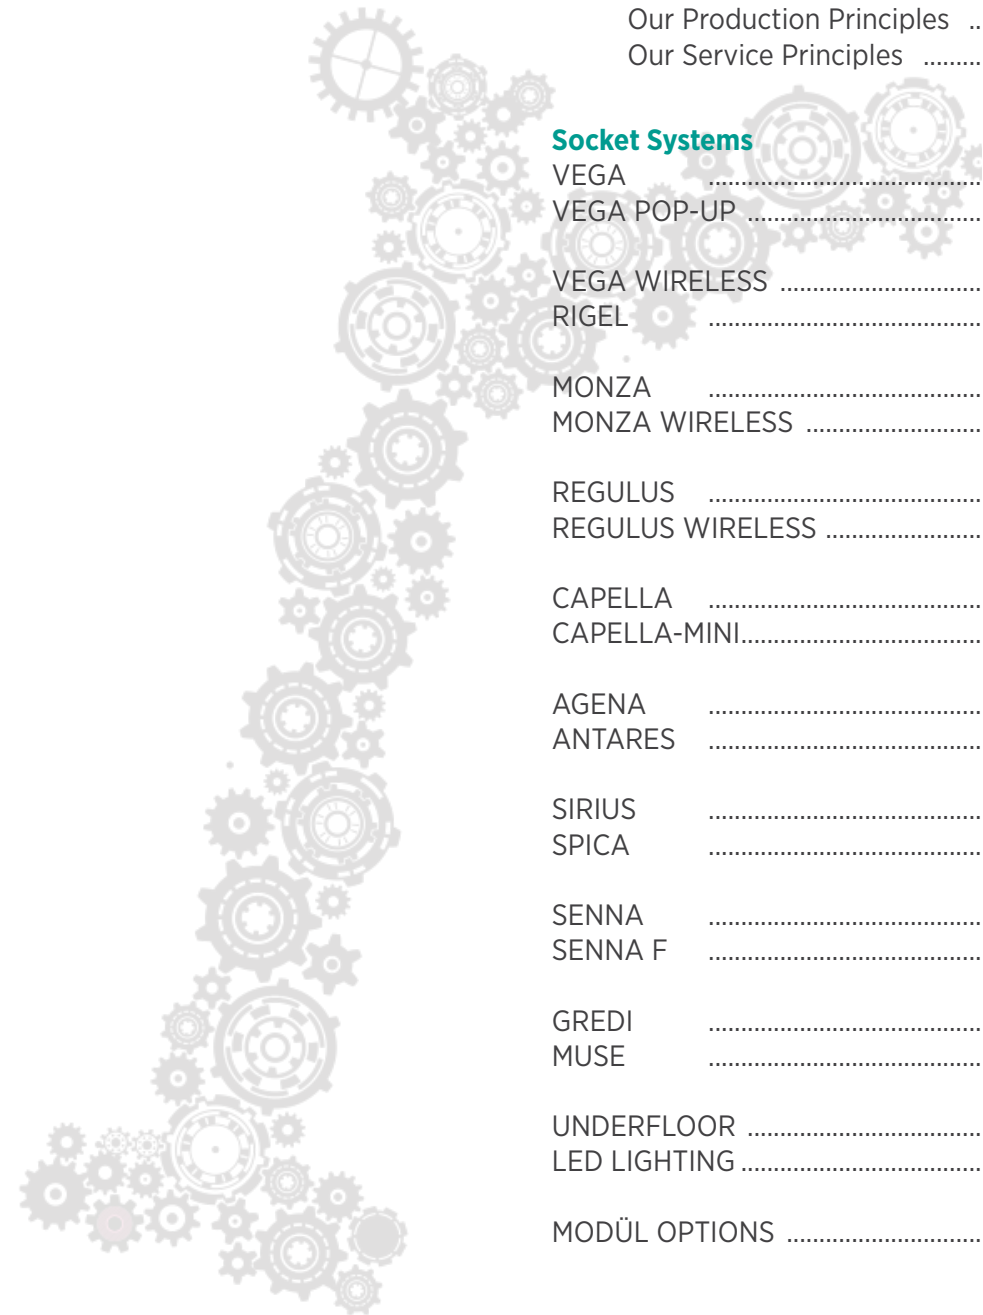 Our Production Principles ..
Our Service Principles .........
Socket Systems
VEGA ..........................................
VEGA POP-UP ....................................
VEGA WIRELESS ...............................
RIGEL ..........................................
MONZA ..........................................
MONZA WIRELESS ...........................
REGULUS ..........................................
REGULUS WIRELESS ........................
CAPELLA ..........................................
CAPELLA-MINI.....................................
AGENA ..........................................
ANTARES ..........................................
SIRIUS ..........................................
SPICA ..........................................
SENNA ..........................................
SENNA F ..........................................
GREDI ..........................................
MUSE ..........................................
UNDERFLOOR ....................................
LED LIGHTING .....................................
MODÜL OPTIONS ..............................